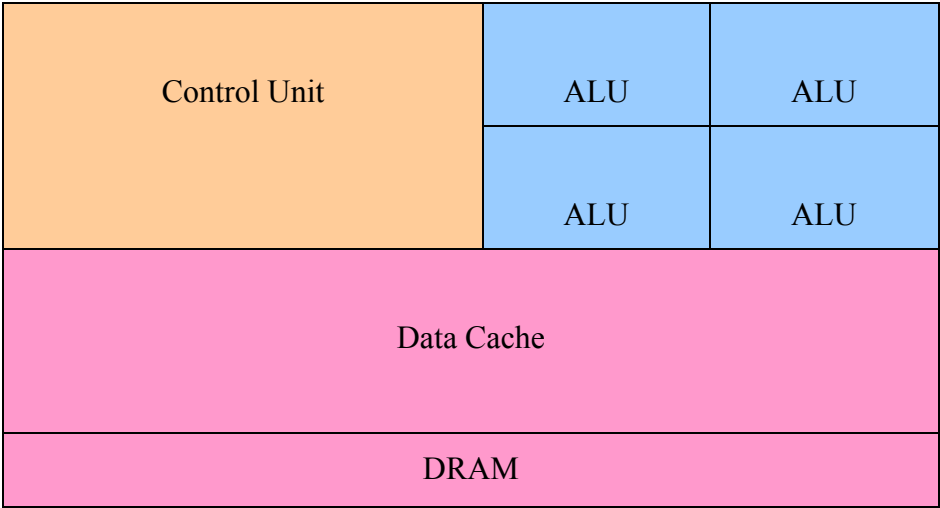 Control Unit
ALU
ALU
ALU
ALU
Data Cache
DRAM